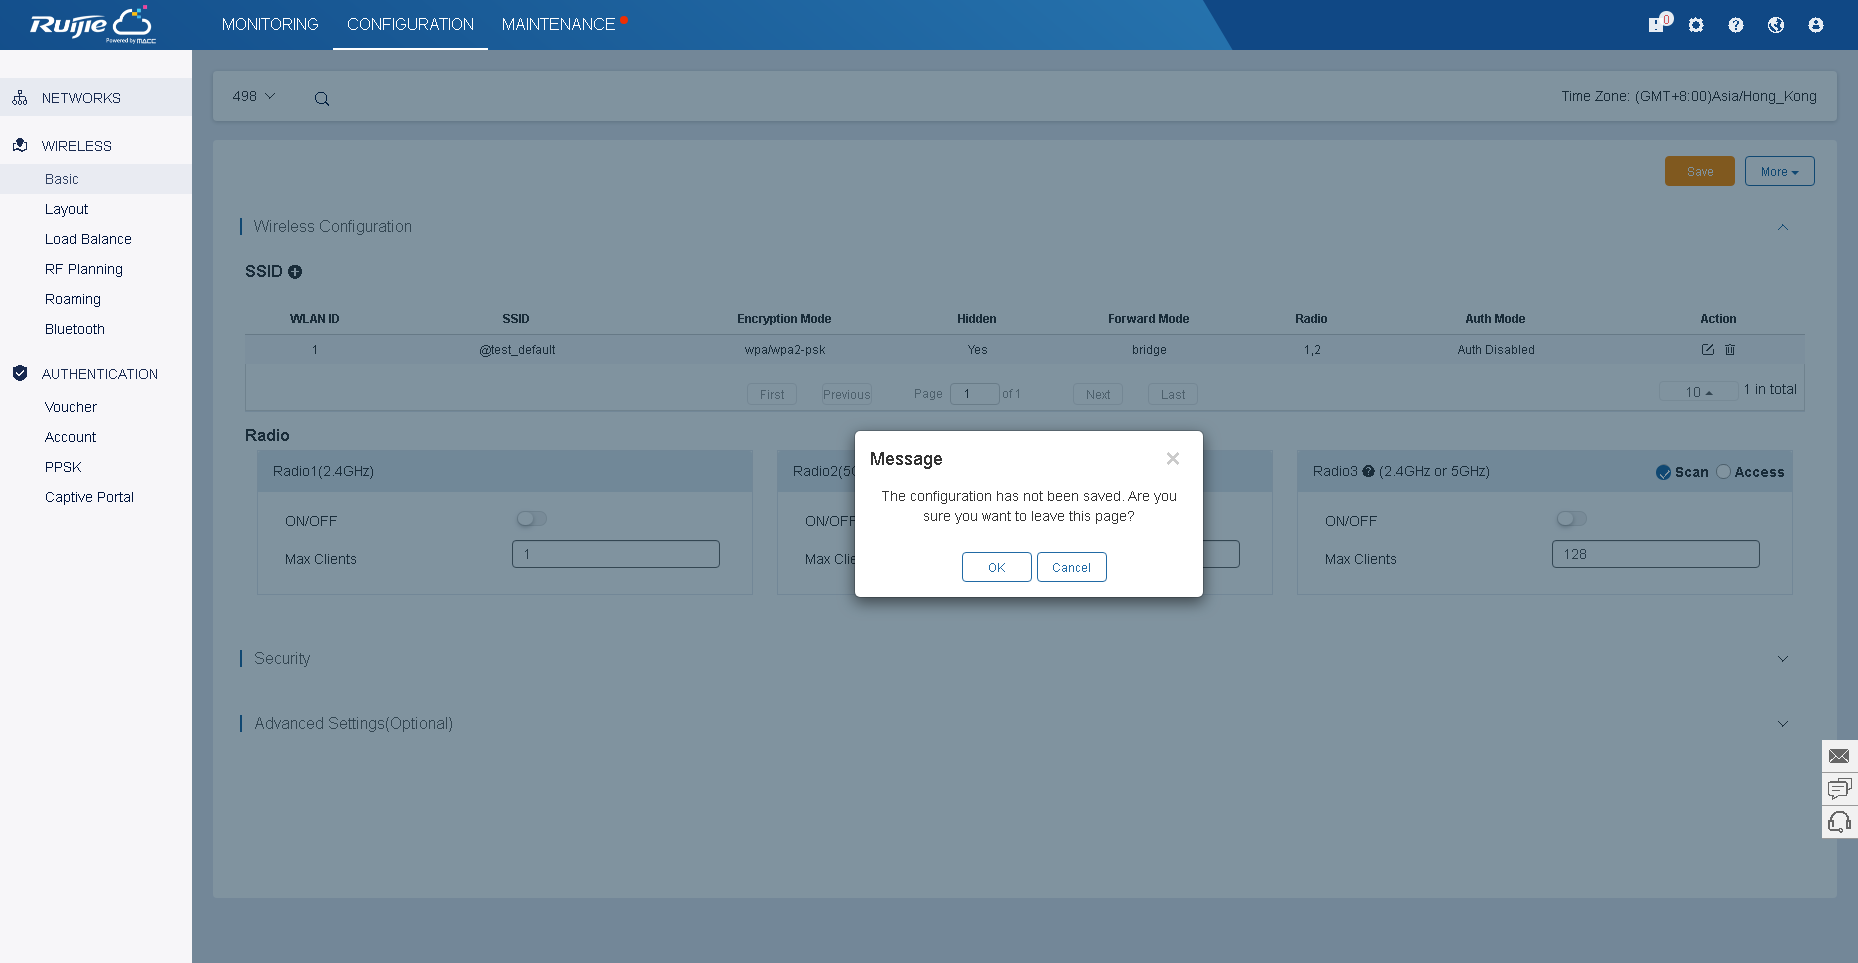 Ruijie
Powered by MACC
MONITORING CONFIGURATION MAINTENANCE
0
NETWORKS
WIRELESS
Basic
Layout
Load Balance
RF Planning
Roaming
Bluetooth
AUTHENTICATION
Voucher
Account
PPSK
Captive Portal
498
Time Zone: (GMT+8:00)Asia/Hong_Kong
Save More
Wireless Configuration
SSID
WLAN ID SSID Encryption Mode Hidden Forward Mode Radio Auth Mode Action
1 @test_default wpa/wpa2-psk Yes bridge 1,2 Auth Disabled
First Previous Page 1 of 1 Next Last 10 1 in total
Radio
Radio1(2.4GHz)
ON/OFF
Max Clients 1
Radio2(5G
ON/OFF
Max Clie
Radio3 (2.4GHz or 5GHz) Scan Access
ON/OFF
Max Clients 128
Message
The configuration has not been saved. Are you
sure you want to leave this page?
OK Cancel
Security
Advanced Settings(Optional)